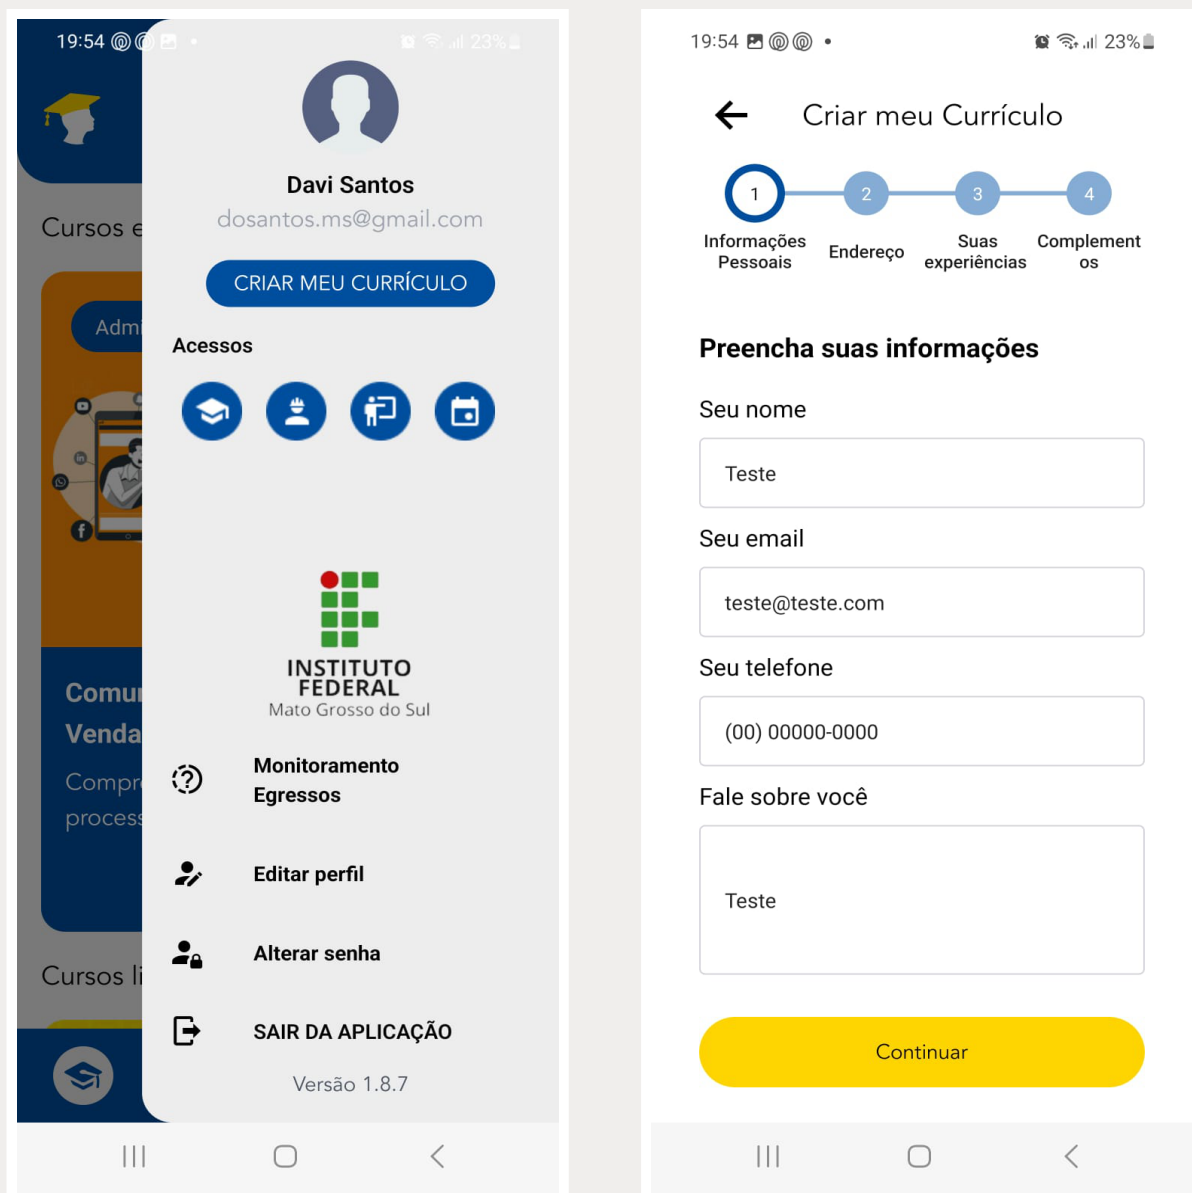 19:54
23%
Davi Santos
dosantos.ms@gmail.com
CRIAR MEU CURRÍCULO
Acessos
Cursos e
Admi
INSTITUTO
FEDERAL
Mato Grosso do Sul
Comu
Venda
Compr
process
Monitoramento
Egressos
Editar perfil
Alterar senha
Cursos li
SAIR DA APLICAÇÃO
Versão 1.8.7
19:54
23%
Criar meu Currículo
1
2
3
4
Informações
Pessoais
Endereço
Suas
experiências
Complement
os
Preencha suas informações
Seu nome
Teste
Seu email
teste@teste.com
Seu telefone
(00) 00000-0000
Fale sobre você
Teste
Continuar